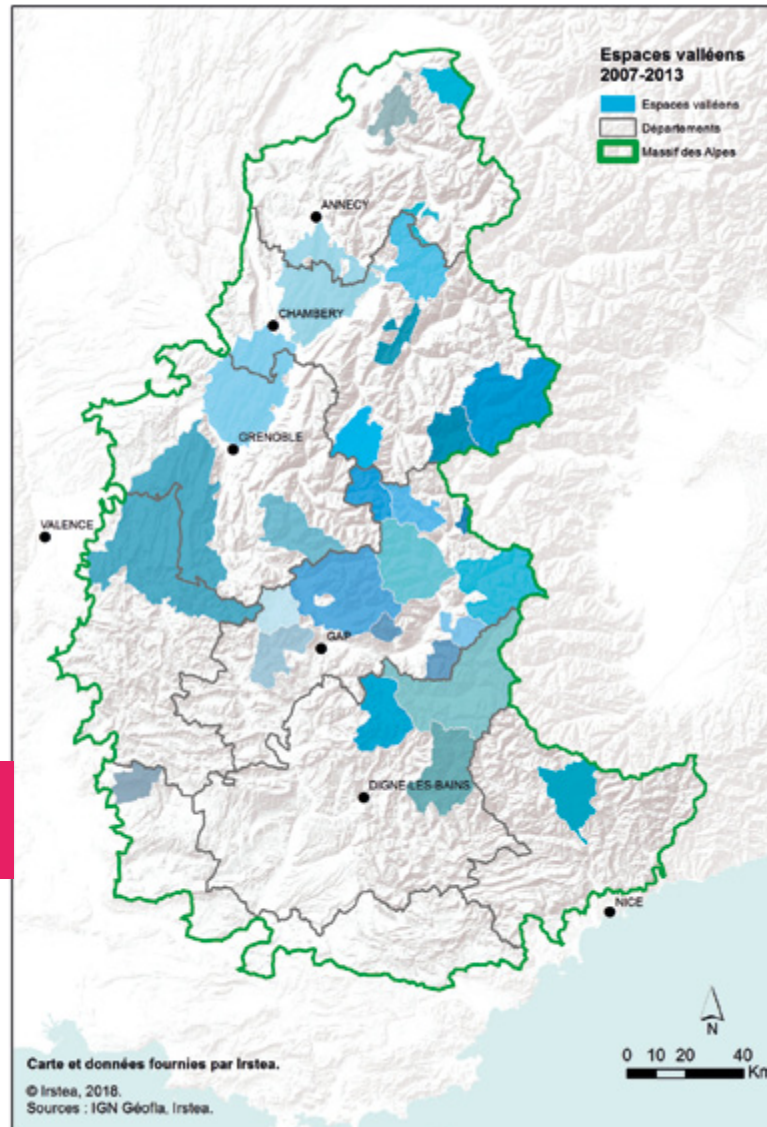 Espaces valléens
2007-2013
Espaces valléens
Départements
Massif des Alpes
ANNECY
CHAMBERY
GRENOBLE
VALENCE
GAP
DIGNE-LES-BAINS
NICE
N
0 10 20 40
Km
Carte et données fournies par Irstea.
© Irstea, 2018.
Sources : IGN Géofla, Irstea.